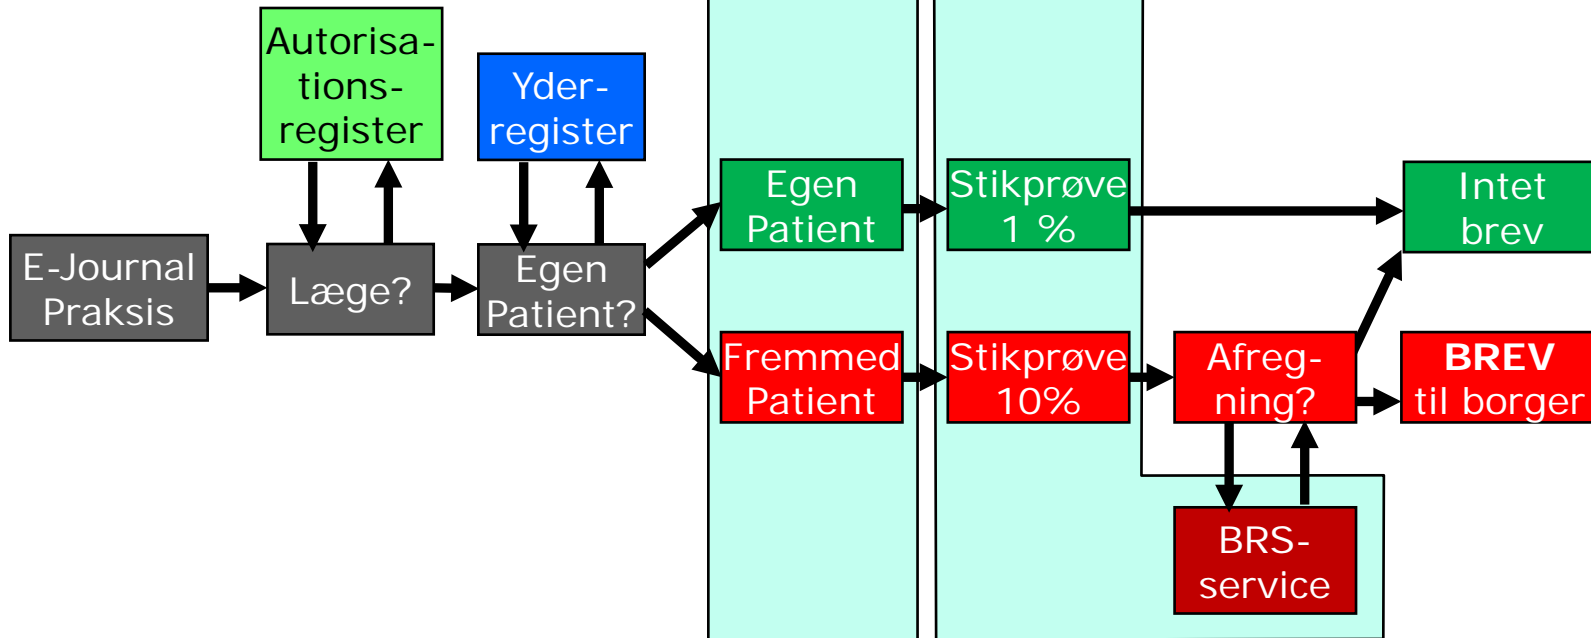 Autorisa-
tions-
register
Yder-
register
E-Journal
Praksis
Læge?
Egen
Patient?
Egen
Patient
Stikprøve
1 %
Intet
brev
Fremmed
Patient
Stikprøve
10%
Afreg-
ning?
BREV
til borger
BRS-
service